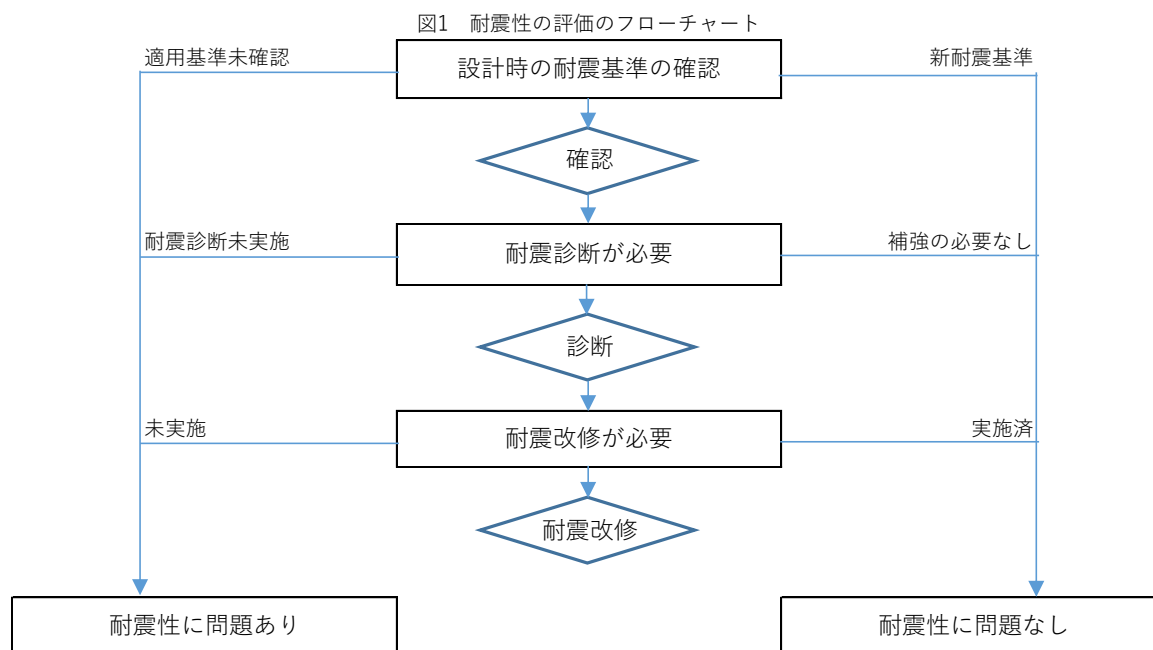 図1　耐震性の評価のフローチャート
適用基準未確認
設計時の耐震基準の確認
新耐震基準
確認
耐震診断未実施
耐震診断が必要
補強の必要なし
診断
未実施
耐震改修が必要
実施済
耐震改修
耐震性に問題あり
耐震性に問題なし